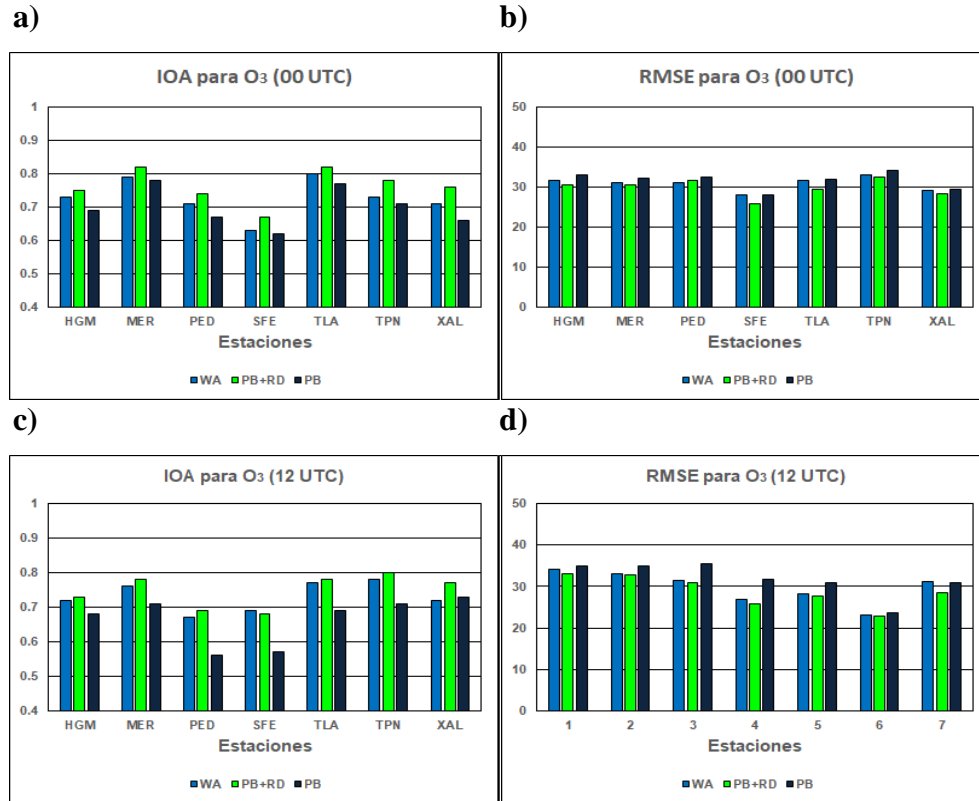 a)
IOA para O3 (00 UTC)
1
0.9
0.8
0.7
0.6
0.5
0.4
HGM MER PED SFE TLA TPN XAL
Estaciones
WA PB+RD PB
b)
RMSE para O3 (00 UTC)
50
40
30
20
10
0
HGM MER PED SFE TLA TPN XAL
Estaciones
WA PB+RD PB
c)
IOA para O3 (12 UTC)
1
0.9
0.8
0.7
0.6
0.5
0.4
HGM MER PED SFE TLA TPN XAL
Estaciones
WA PB+RD PB
d)
RMSE para O3 (12 UTC)
50
40
30
20
10
0
1 2 3 4 5 6 7
Estaciones
WA PB+RD PB